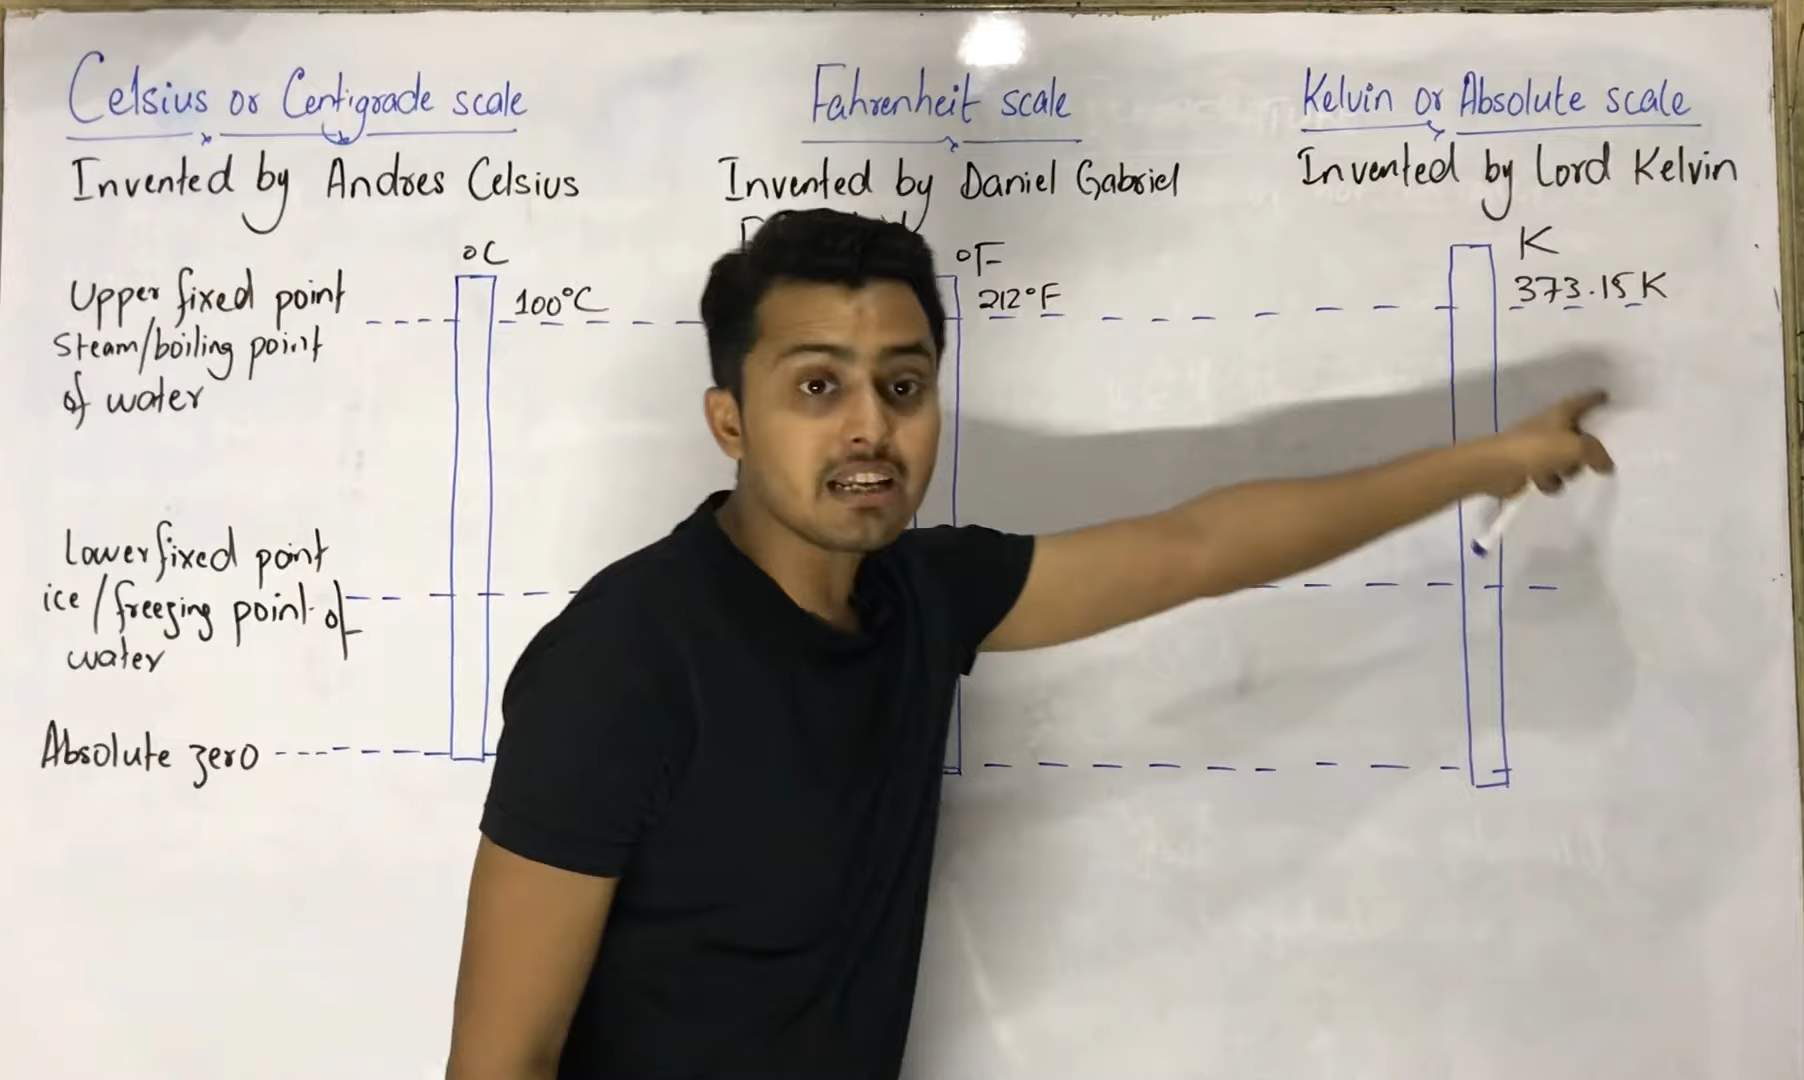 Celsius or Centigrade scale
Invented by Andres Celsius
Fahrenheit scale
Invented by Daniel Gabriel
Kelvin or Absolute scale
Invented by Lord Kelvin
°C
100°C
°F
212°F
K
373.15 K
Upper fixed point
Steam/boiling point
of water
Lower fixed point
ice/freezing point of
water
Absolute zero